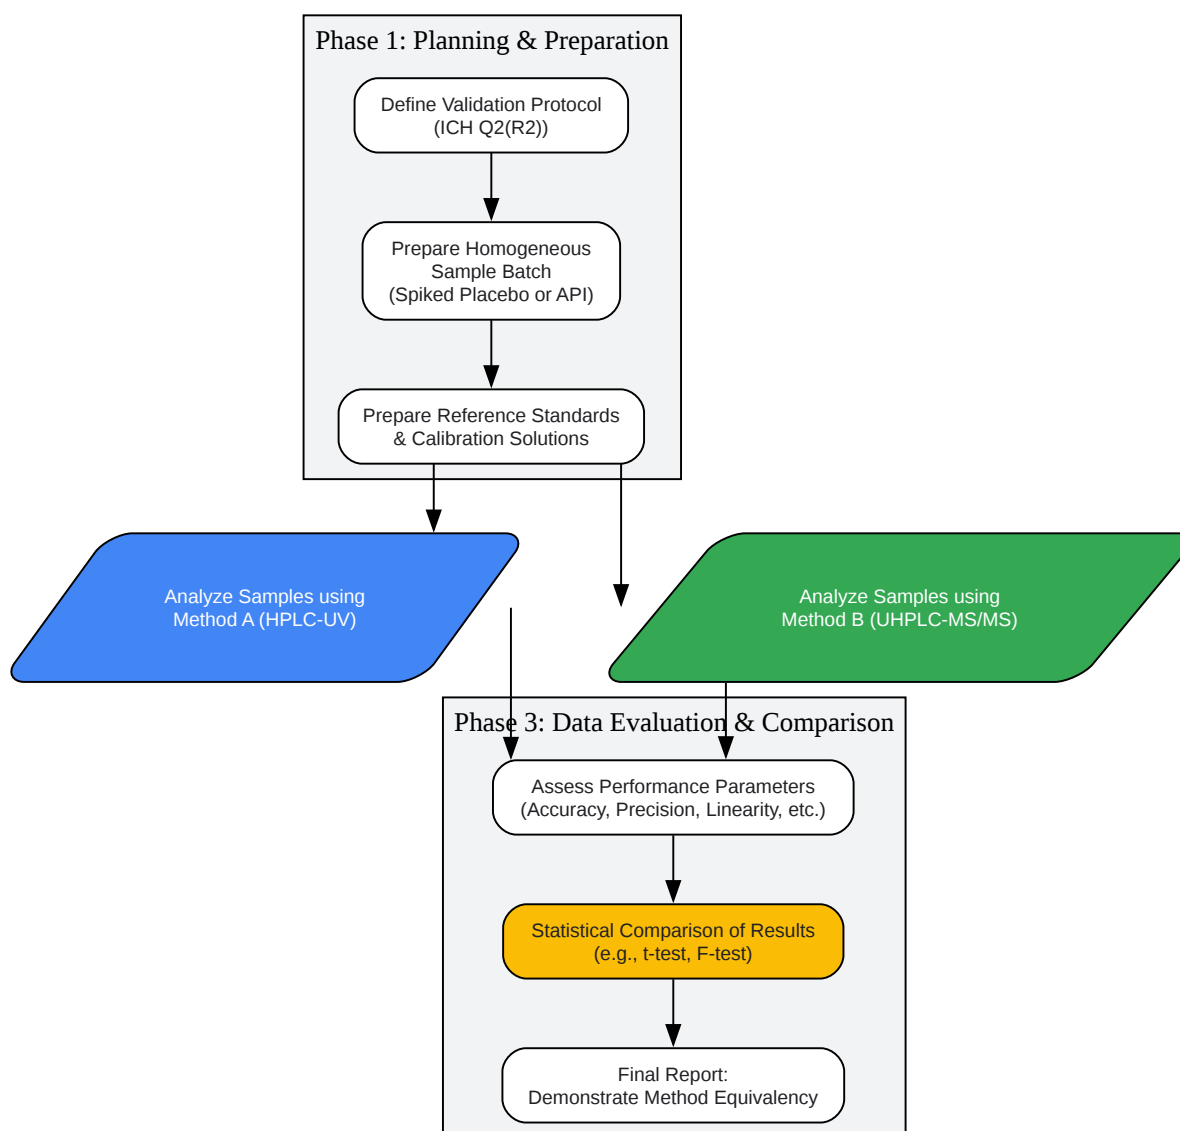 Phase 1: Planning & Preparation
Define Validation Protocol
(ICH Q2(R2))
Prepare Homogeneous
Sample Batch
(Spiked Placebo or API)
Prepare Reference Standards
& Calibration Solutions
Analyze Samples using
Method A (HPLC-UV)
Analyze Samples using
Method B (UHPLC-MS/MS)
Phase 3: Data Evaluation & Comparison
Assess Performance Parameters
(Accuracy, Precision, Linearity, etc.)
Statistical Comparison of Results
(e.g., t-test, F-test)
Final Report:
Demonstrate Method Equivalency